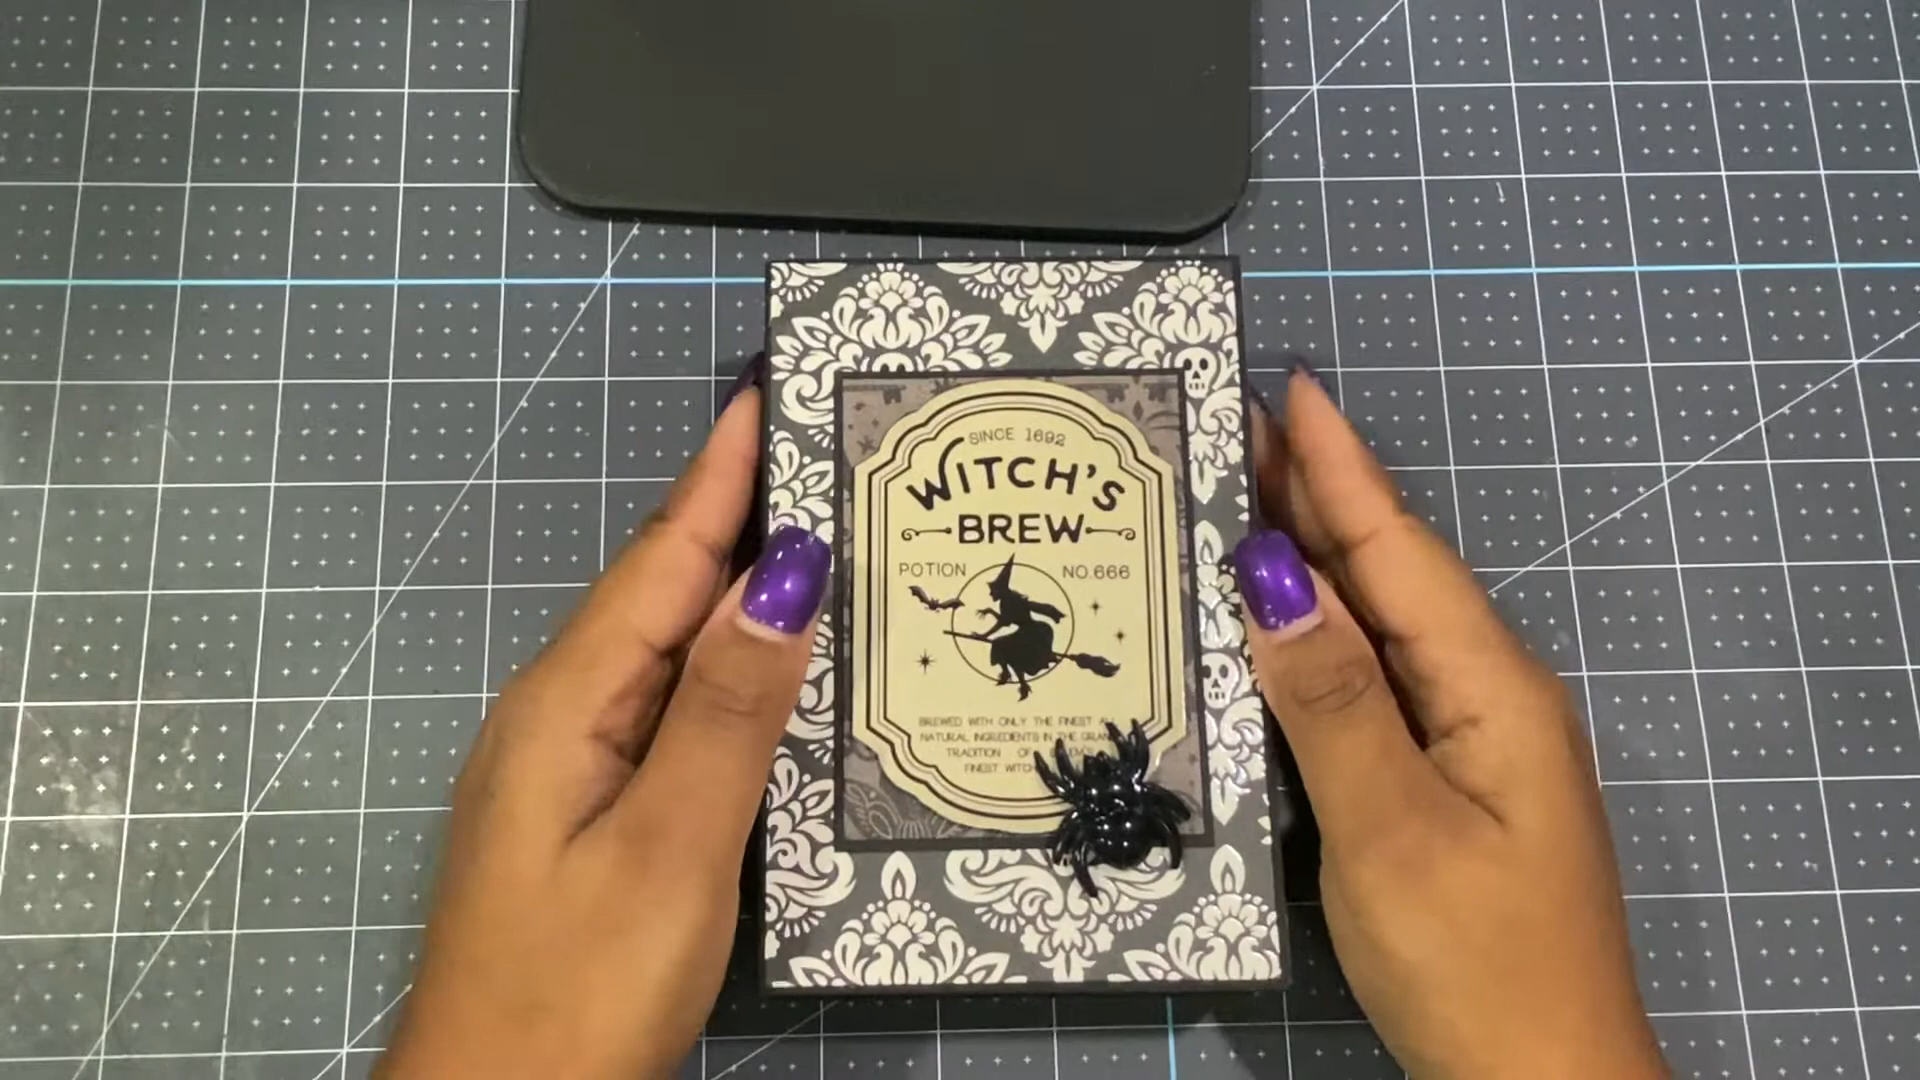 SINCE 1692
WITCH'S
BREW
POTION NO.666
BREWED WITH ONLY THE FINEST
NATURAL INGREDIENTS IN THE
TRADITION OF
FINEST